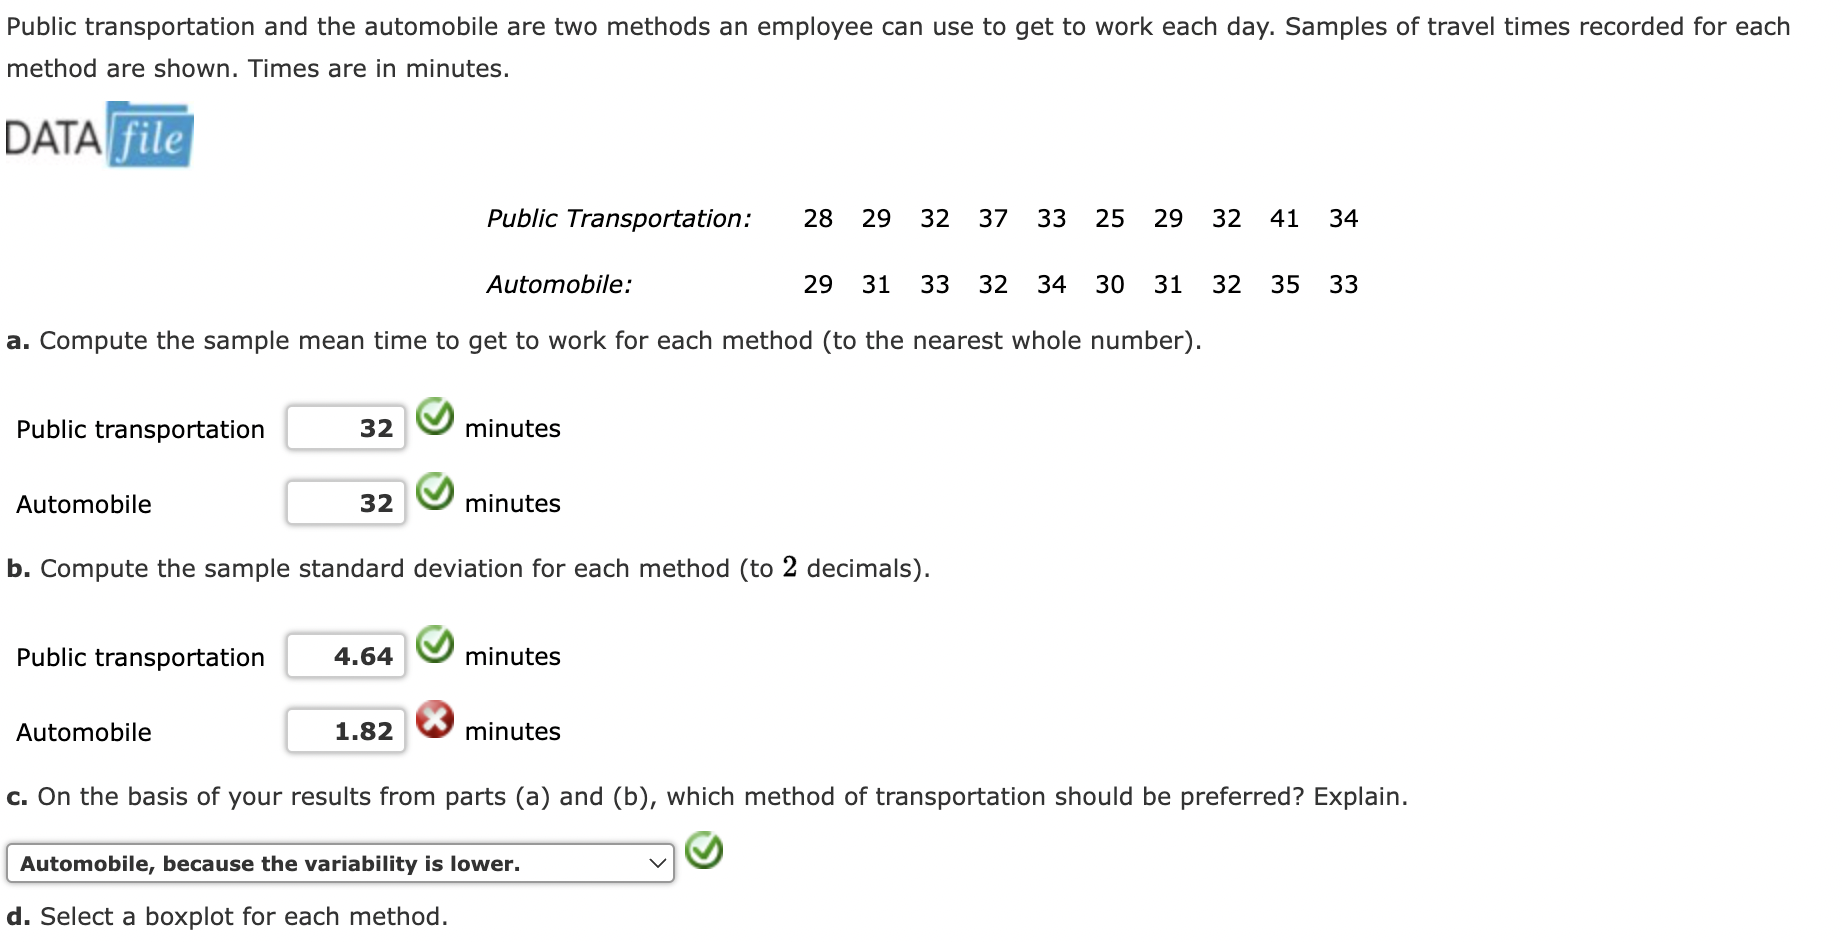 Public transportation and the automobile are two methods an employee can use to get to work each day. Samples of travel times recorded for each
method are shown. Times are in minutes.
DATA file
Public Transportation: 28 29 32 37 33 25 29 32 41 34
Automobile: 29 31 33 32 34 30 31 32 35 33
a. Compute the sample mean time to get to work for each method (to the nearest whole number).
Public transportation 32 minutes
Automobile 32 minutes
b. Compute the sample standard deviation for each method (to 2 decimals).
Public transportation 4.64 minutes
Automobile 1.82 minutes
c. On the basis of your results from parts (a) and (b), which method of transportation should be preferred? Explain.
Automobile, because the variability is lower.
d. Select a boxplot for each method.